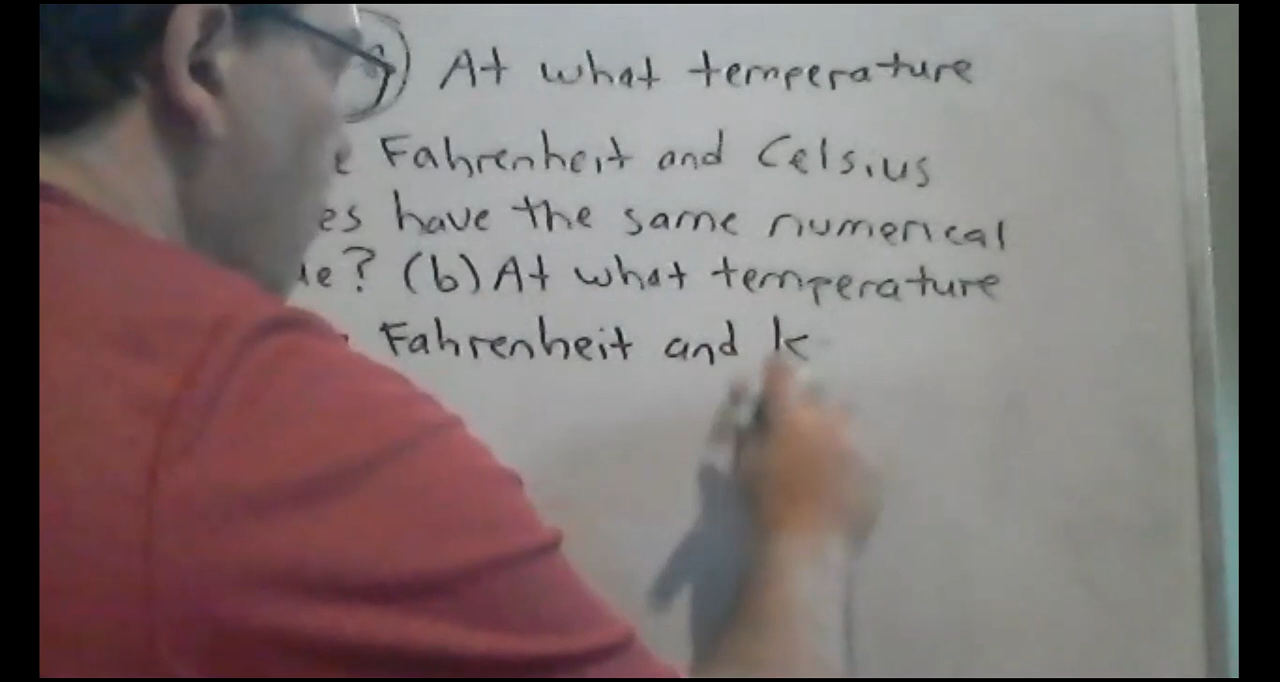 At what temperature
Fahrenheit and Celsius
have the same numerical
? (b) At what temperature
Fahrenheit and K